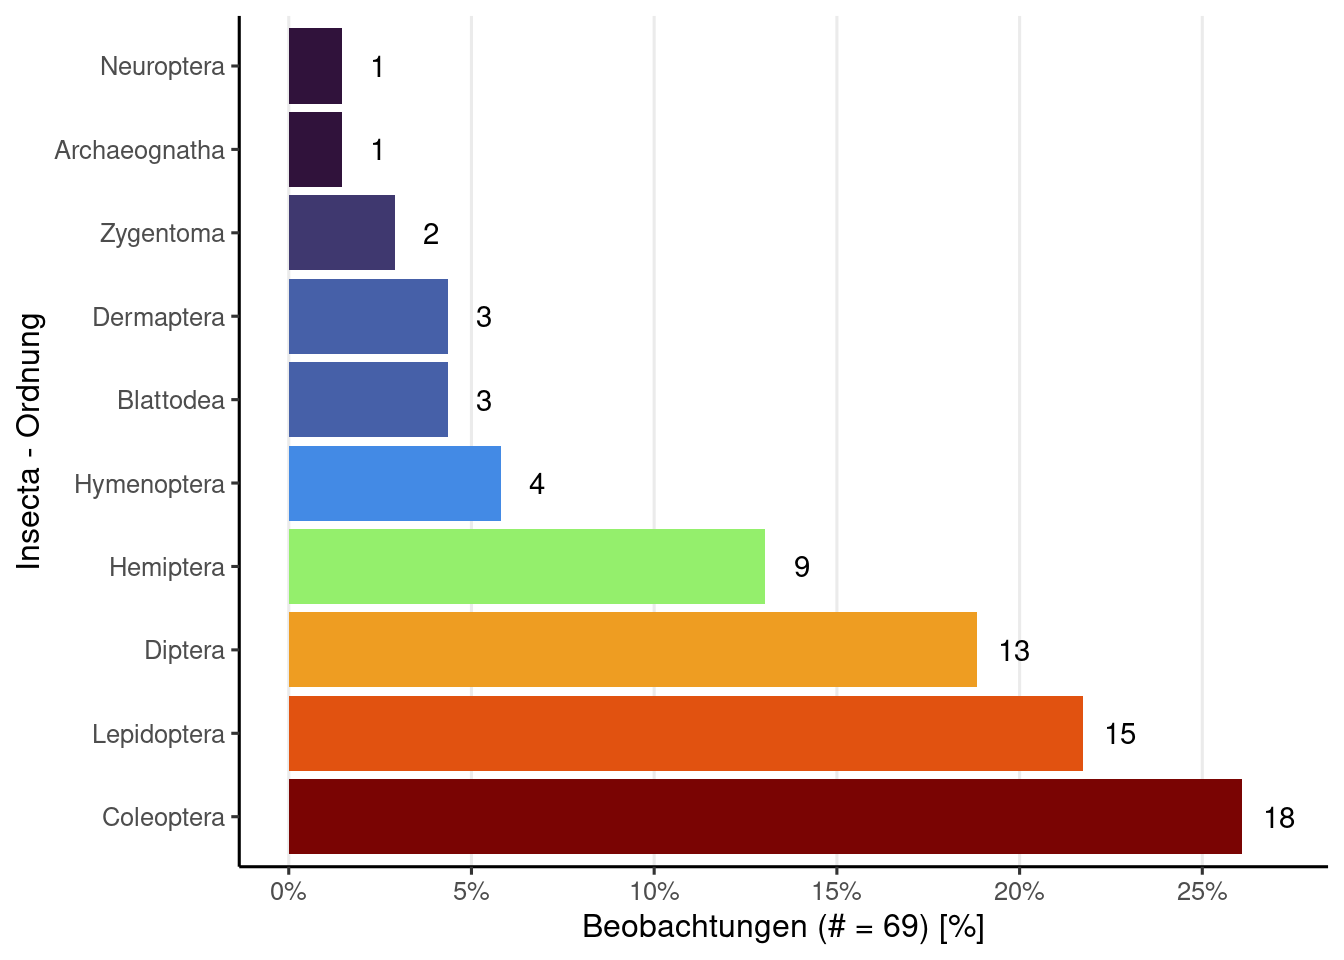 Insecta - Ordnung
Neuroptera 1
Archaeognatha 1
Zygentoma 2
Dermaptera 3
Blattodea 3
Hymenoptera 4
Hemiptera 9
Diptera 13
Lepidoptera 15
Coleoptera 18
0% 5% 10% 15% 20% 25%
Beobachtungen (# = 69) [%]